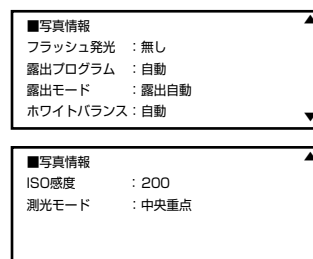 ■写真情報
フラッシュ発光 :無し
露出プログラム :自動
露出モード :露出自動
ホワイトバランス:自動
■写真情報
ISO感度 :200
測光モード :中央重点